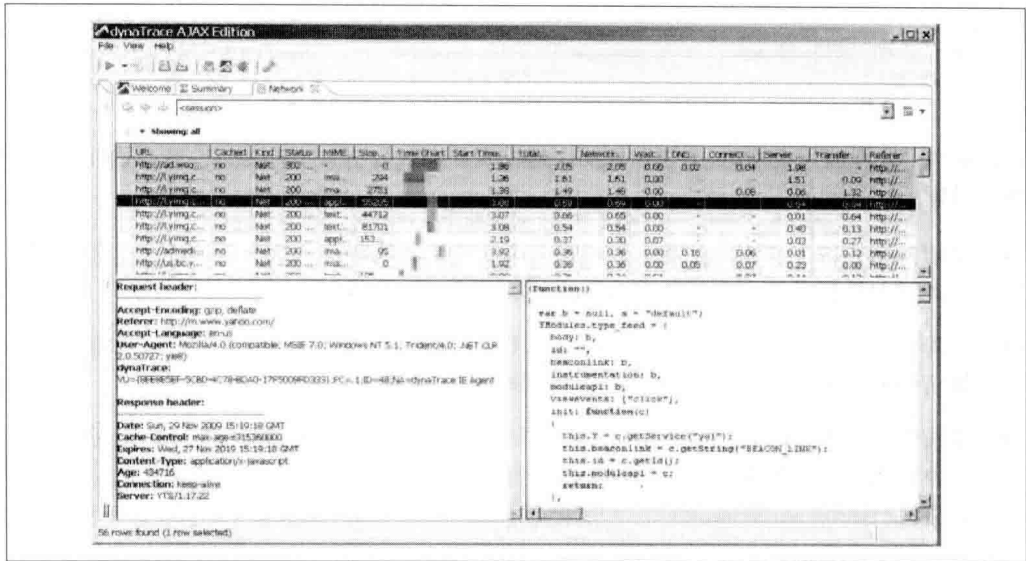 dynaTrace AJAX Edition
File View Help
Welcome Summary Network
<session>
Showing: all
URL Cached Kind Status MIME Size Time Chart Start Time... Total... Network... Wait... DNS... Connect... Server... Transfer... Referer
http://ad.woo... no Net 302 ... - 0 1.36 2.05 2.05 0.00 0.02 0.04 1.98 - http://...
http://l.yimg.c... no Net 200 ... ima... 294 1.36 1.61 1.61 0.00 - - 1.51 0.09 http://...
http://l.yimg.c... no Net 200 ... ima... 2751 1.38 1.49 1.48 0.00 - 0.08 0.06 1.32 http://...
http://l.yimg.c... no Net 200 ... appl... 0.00
http://l.yimg.c... no Net 200 ... text... 44712 3.07 0.66 0.65 0.00 - - 0.01 0.64 http://...
http://l.yimg.c... no Net 200 ... text... 81701 3.08 0.54 0.54 0.00 - - 0.40 0.13 http://...
http://l.yimg.c... no Net 200 ... appl... 153... 2.19 0.37 0.30 0.07 - - 0.02 0.27 http://...
http://admedi... no Net 200 ... ima... 95 3.92 0.36 0.36 0.00 0.16 0.06 0.01 0.12 http://...
http://us.bc.y... no Net 200 ... ima... 0 1.92 0.36 0.36 0.00 0.05 0.07 0.23 0.00 http://...
Request header:
Accept-Encoding: gzip, deflate
Referer: http://m.www.yahoo.com/
Accept-Language: en-us
User-Agent: Mozilla/4.0 (compatible; MSIE 7.0; Windows NT 5.1; Trident/4.0; .NET CLR
2.0.50727; yie8)
dynaTrace:
NA=dynaTrace IE Agent
Response header:
Date: Sun, 29 Nov 2009 15:19:18 GMT
Cache-Control: max-age=315360000
Expires: Wed, 27 Nov 2019 15:19:18 GMT
Content-Type: application/x-javascript
Age: 434716
Connection: keep-alive
Server: YTS/1.17.22
(function()
{
var b = null, a = "default";
YModules.type_feed = {
body: b,
id: "",
beaconlink: b,
instrumentation: b,
moduleapi: b,
viewevents: ["click"],
init: function(c)
{
this.Y = c.getService("yel");
this.beaconlink = c.getString("BEACON_LINK");
this.id = c.getId();
this.moduleapi = c;
return;
},
56 rows found (1 row selected)